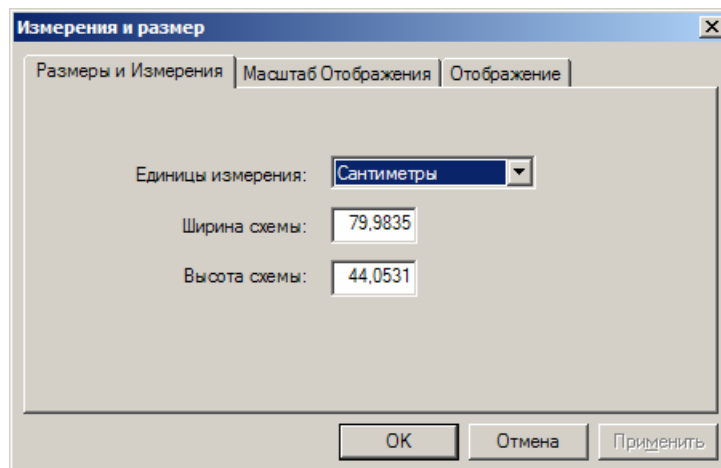 Измерения и размер
Размеры и Измерения Масштаб Отображения Отображение
Единицы измерения: Сантиметры
Ширина схемы: 79,9835
Высота схемы: 44,0531
OK Отмена Применить